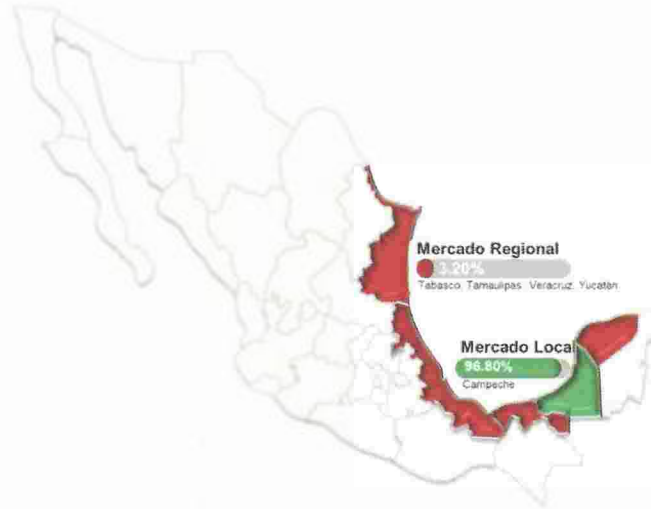 Mercado Regional
3.20%
Tabasco, Tamaulipas, Veracruz, Yucatán
Mercado Local
96.80%
Campeche